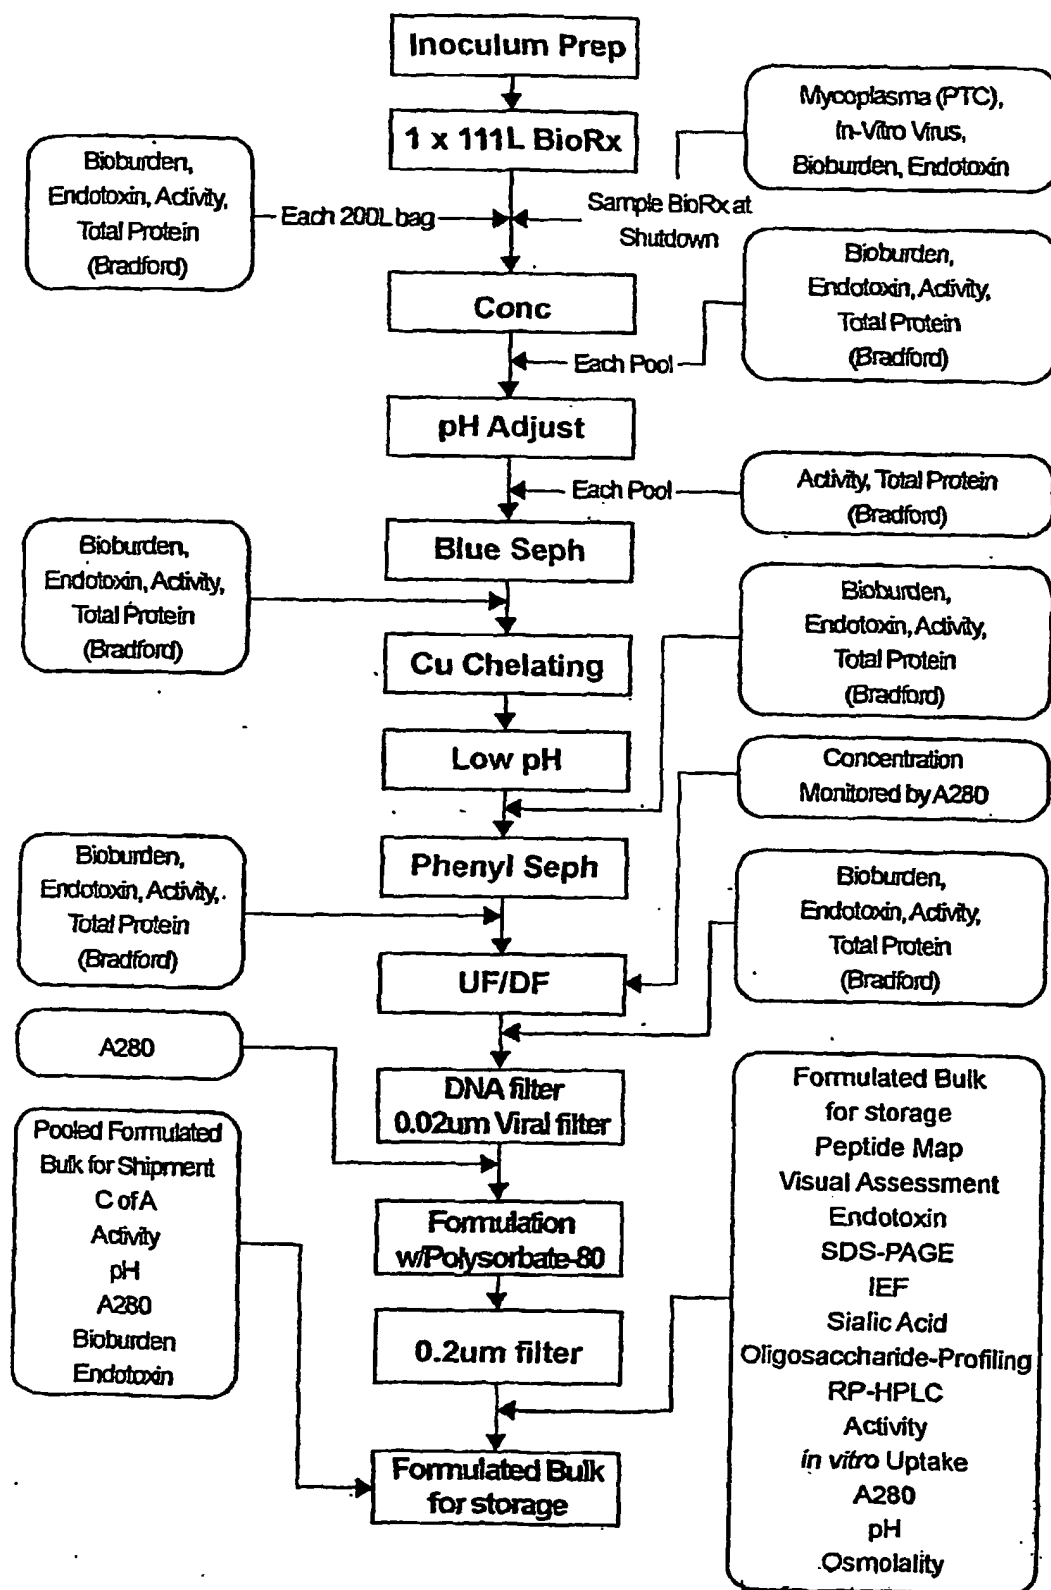 Inoculum Prep
1 x 111L BioRx
Mycoplasma (PTC),
In-Vitro Virus,
Bioburden, Endotoxin
Bioburden,
Endotoxin, Activity,
Total Protein
(Bradford)
Each 200L bag
Sample BioRx at
Shutdown
Conc
Bioburden,
Endotoxin, Activity,
Total Protein
(Bradford)
Each Pool
pH Adjust
Each Pool
Activity, Total Protein
(Bradford)
Blue Seph
Bioburden,
Endotoxin, Activity,
Total Protein
(Bradford)
Cu Chelating
Bioburden,
Endotoxin, Activity,
Total Protein
(Bradford)
Low pH
Concentration
Monitored by A280
Phenyl Seph
Bioburden,
Endotoxin, Activity,
Total Protein
(Bradford)
UF/DF
Bioburden,
Endotoxin, Activity,
Total Protein
(Bradford)
A280
DNA filter
0.02um Viral filter
Pooled Formulated
Bulk for Shipment
C of A
Activity
pH
A280
Bioburden
Endotoxin
Formulation
w/Polysorbate-80
0.2um filter
Formulated Bulk
for storage
Peptide Map
Visual Assessment
Endotoxin
SDS-PAGE
IEF
Sialic Acid
Oligosaccharide-Profiling
RP-HPLC
Activity
in vitro Uptake
A280
pH
Osmolality
Formulated Bulk
for storage